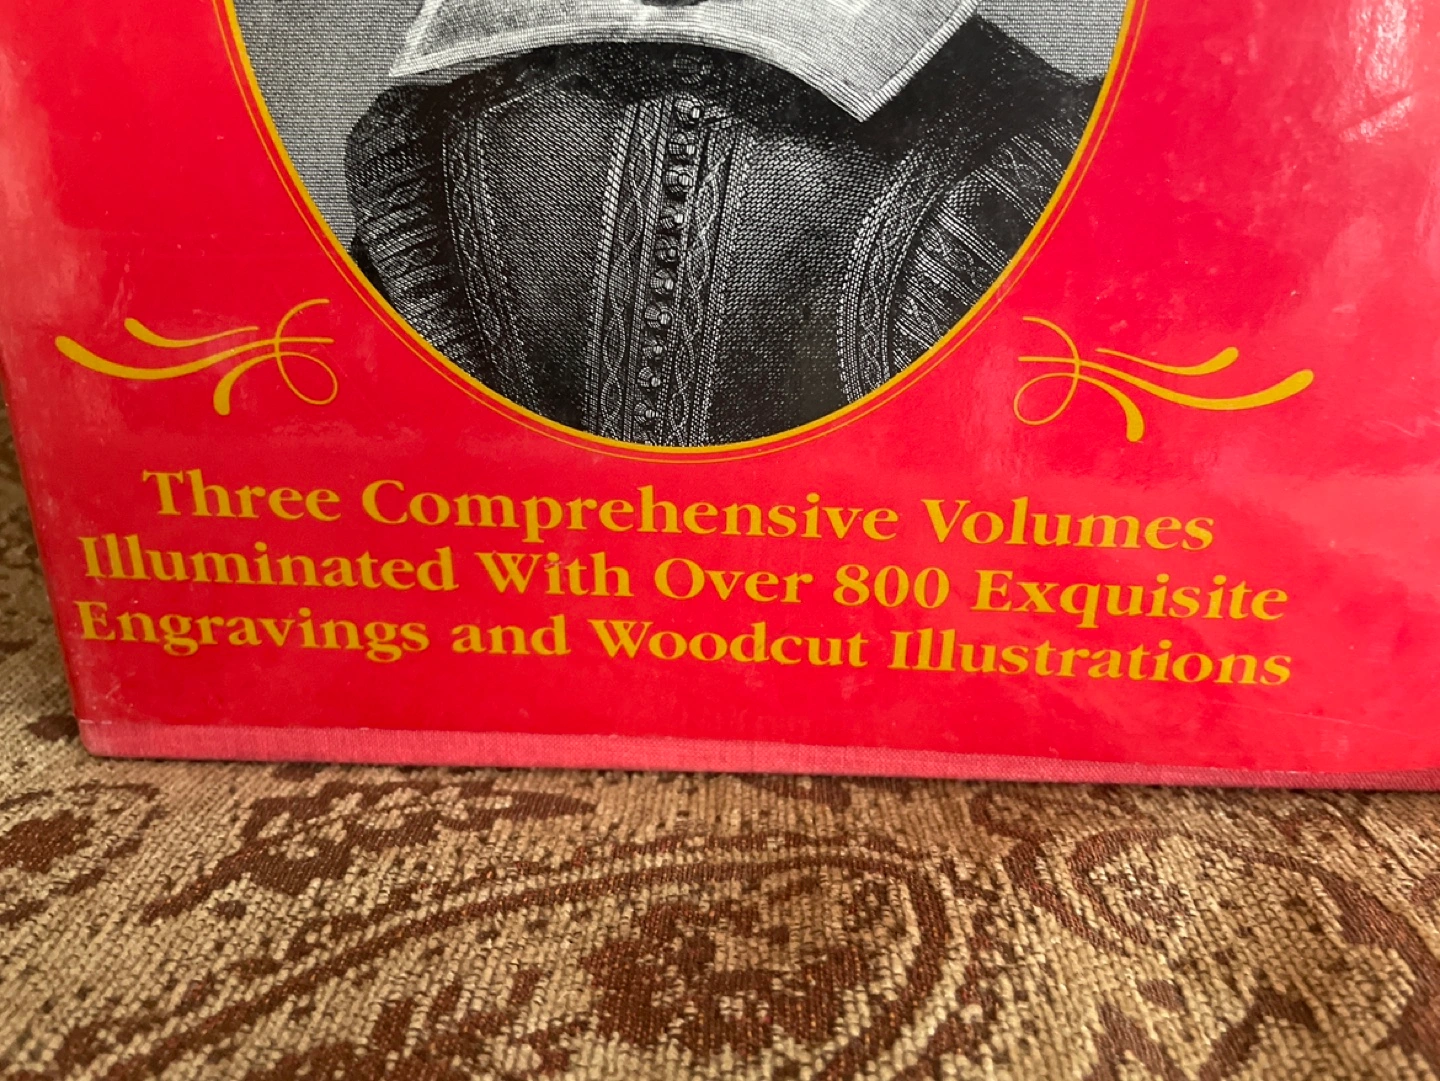 Three Comprehensive Volumes
Illuminated With Over 800 Exquisite
Engravings and Woodcut Illustrations